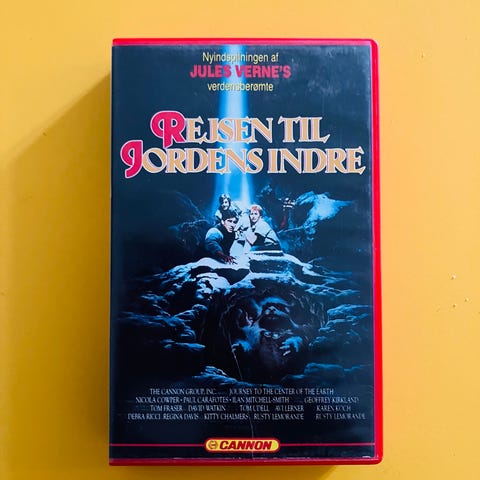 Nyindspilningen af
JULES VERNE'S
verdensberømte
REJSEN TIL
JORDENS INDRE
THE CANNON GROUP, INC. JOURNEY TO THE CENTER OF THE EARTH
NICOLA COWPER · PAUL CARAFOTES · ILAN MITCHELL-SMITH GEOFFREY KIRKLAND
TOM FRASER DAVID WATKIN TOM UDELL AVI LERNER KAREN KOCH
DEBRA RICCI REGINA DAVIS KITTY CHALMERS RUSTY LEMORANDE RUSTY LEMORANDE
CANNON